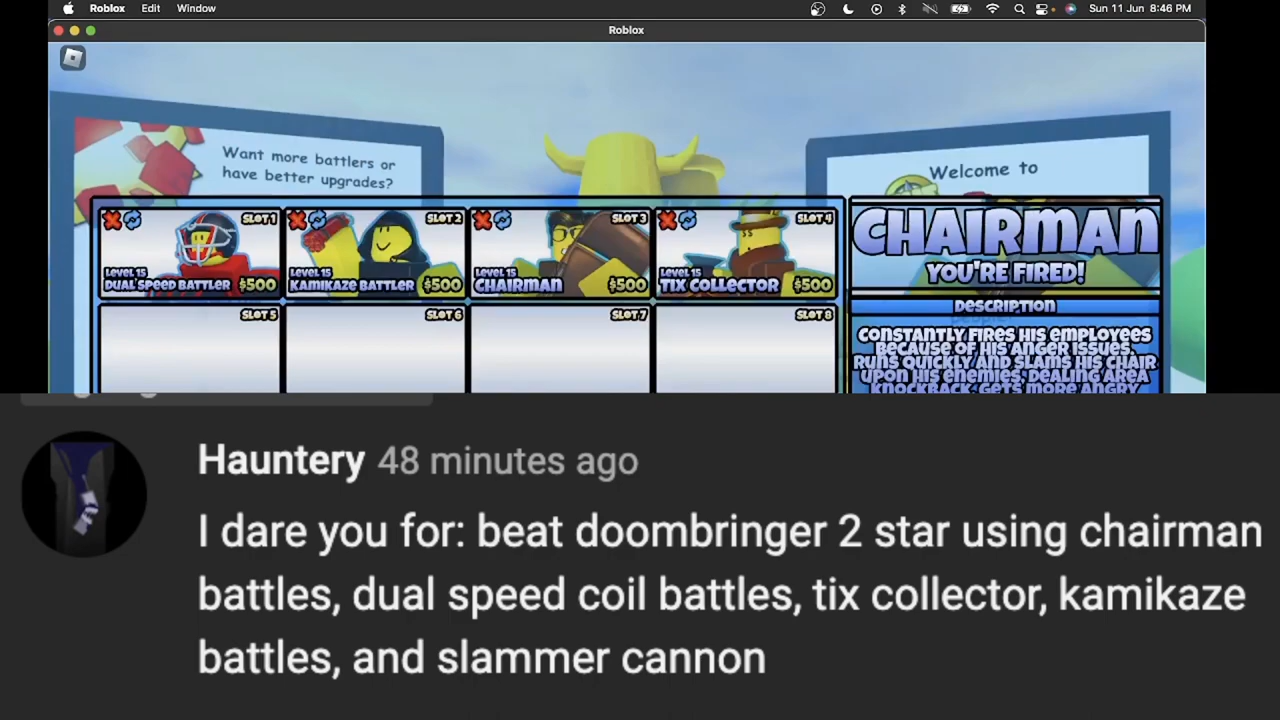 Roblox Edit Window Sun 11 Jun 8:46 PM
Roblox
Want more battlers or
have better upgrades?
Welcome to
SLOT 1
LEVEL 15
DUAL SPEED BATTLER $500
SLOT 2
LEVEL 15
KAMIKAZE BATTLER $500
SLOT 3
LEVEL 15
CHAIRMAN $500
SLOT 4
LEVEL 15
TIX COLLECTOR $500
SLOT 5
SLOT 6
SLOT 7
SLOT 8
CHAIRMAN
YOU'RE FIRED!
DESCRIPTION
CONSTANTLY FIRES HIS EMPLOYEES
BECAUSE OF HIS ANGER ISSUES.
RUNS QUICKLY AND SLAMS HIS CHAIR
UPON HIS ENEMIES, DEALING AREA
KNOCKBACK. GETS MORE ANGRY
Hauntery 48 minutes ago
I dare you for: beat doombringer 2 star using chairman
battles, dual speed coil battles, tix collector, kamikaze
battles, and slammer cannon